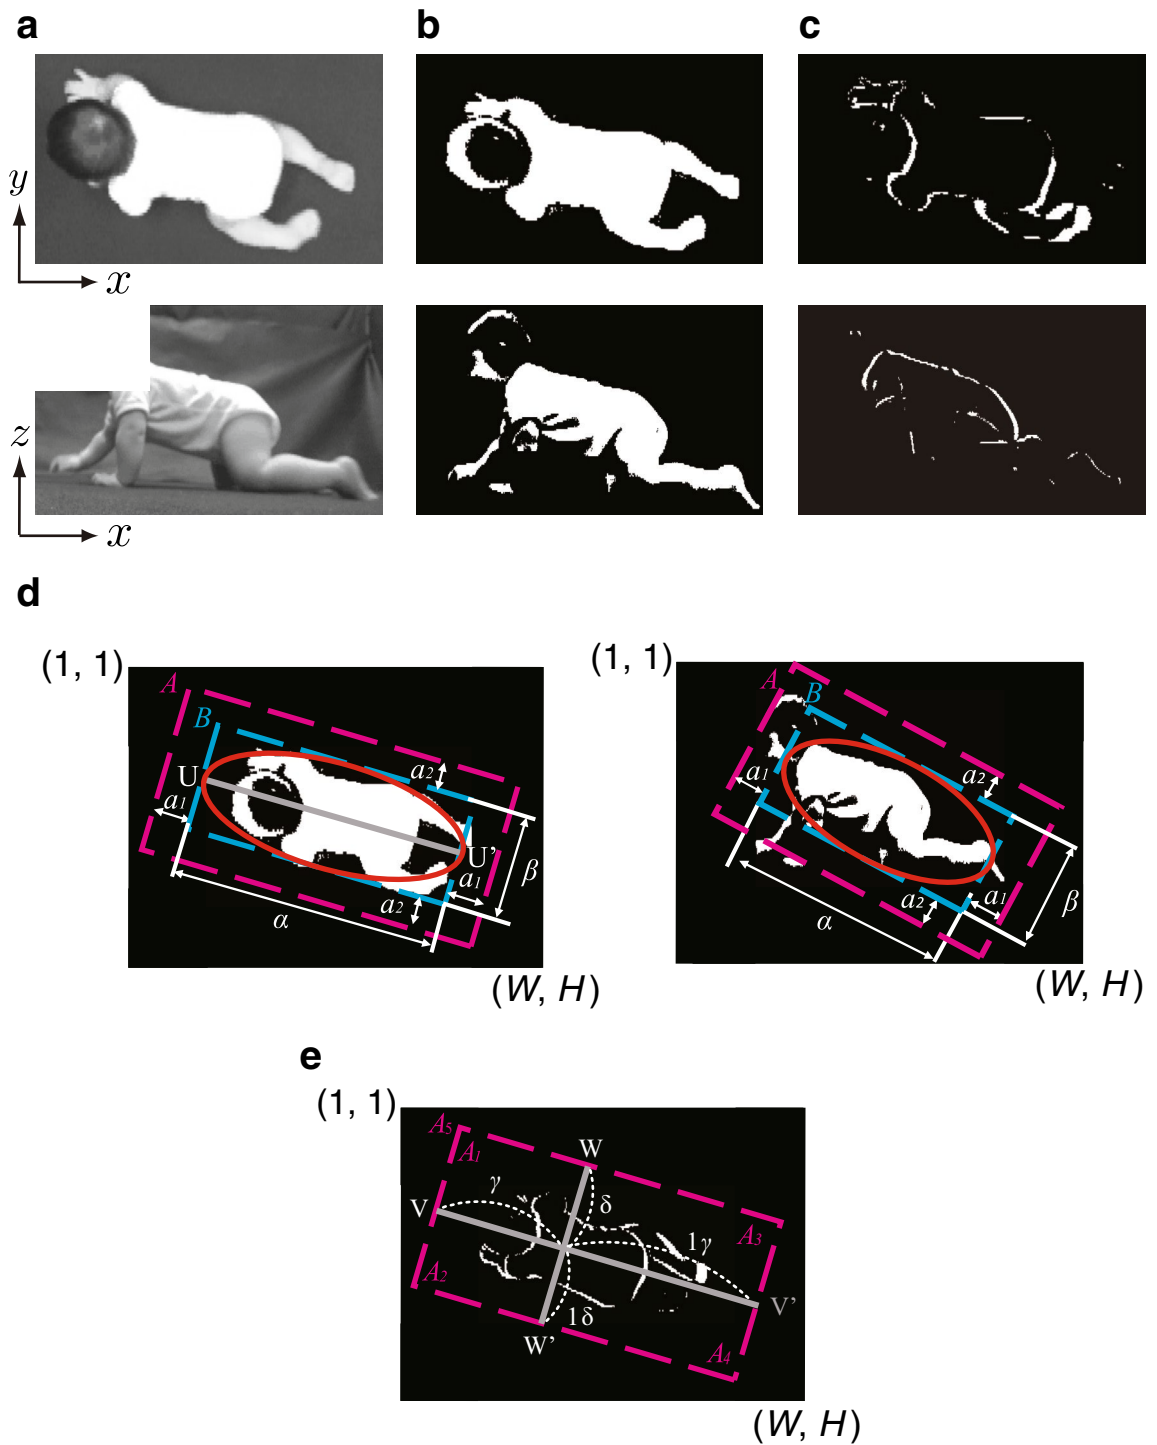 a
b
c
y
x
z
x
d
(1, 1)
A
B
U
a1
a2
U'
a1
a2
α
β
(W, H)
(1, 1)
A
B
a1
a2
a2
a1
α
β
(W, H)
e
(1, 1)
A5
A1
W
γ
δ
V
A3
1γ
A2
V'
1δ
W'
A4
(W, H)